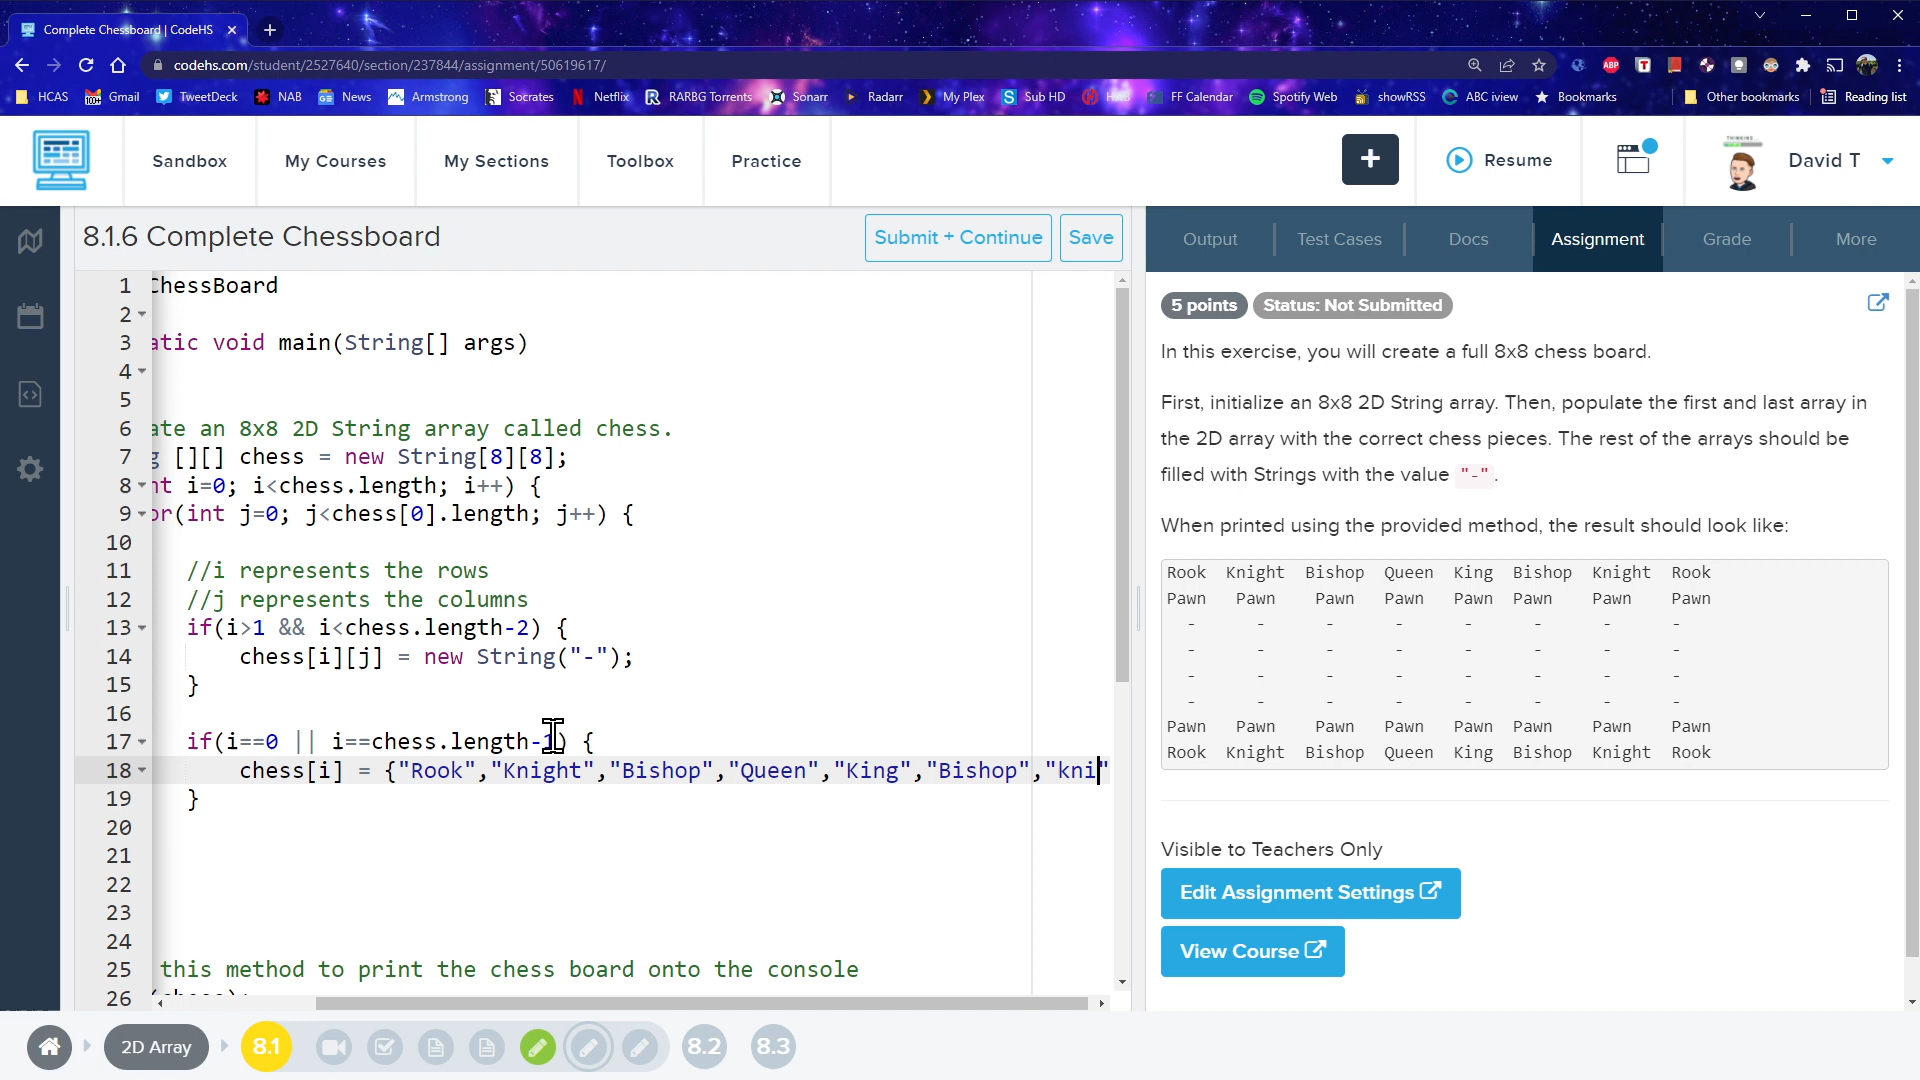 Complete Chessboard | CodeHS
codehs.com/student/2527640/section/237844/assignment/50619617/
HCAS Gmail TweetDeck NAB News Armstrong Socrates Netflix RARBG Torrents Sonarr Radarr My Plex Sub HD FF Calendar Spotify Web showRSS ABC iview Bookmarks Other bookmarks Reading list
Sandbox My Courses My Sections Toolbox Practice + Resume THINKING David T
8.1.6 Complete Chessboard Submit + Continue Save
1 ChessBoard
2
3 atic void main(String[] args)
4
5
6 ate an 8x8 2D String array called chess.
7 g [][] chess = new String[8][8];
8 nt i=0; i<chess.length; i++) {
9 or(int j=0; j<chess[0].length; j++) {
10
11 //i represents the rows
12 //j represents the columns
13 if(i>1 && i<chess.length-2) {
14 chess[i][j] = new String("-");
15 }
16
17 if(i==0 || i==chess.length-1) {
18 chess[i] = {"Rook","Knight","Bishop","Queen","King","Bishop","kni"
19 }
20
21
22
23
24
25 this method to print the chess board onto the console
26
Output Test Cases Docs Assignment Grade More
5 points Status: Not Submitted
In this exercise, you will create a full 8x8 chess board.
First, initialize an 8x8 2D String array. Then, populate the first and last array in
the 2D array with the correct chess pieces. The rest of the arrays should be
filled with Strings with the value "-".
When printed using the provided method, the result should look like:
Rook Knight Bishop Queen King Bishop Knight Rook
Pawn Pawn Pawn Pawn Pawn Pawn Pawn Pawn
- - - - - - - -
- - - - - - - -
- - - - - - - -
- - - - - - - -
Pawn Pawn Pawn Pawn Pawn Pawn Pawn Pawn
Rook Knight Bishop Queen King Bishop Knight Rook
Visible to Teachers Only
Edit Assignment Settings
View Course
2D Array 8.1 8.2 8.3